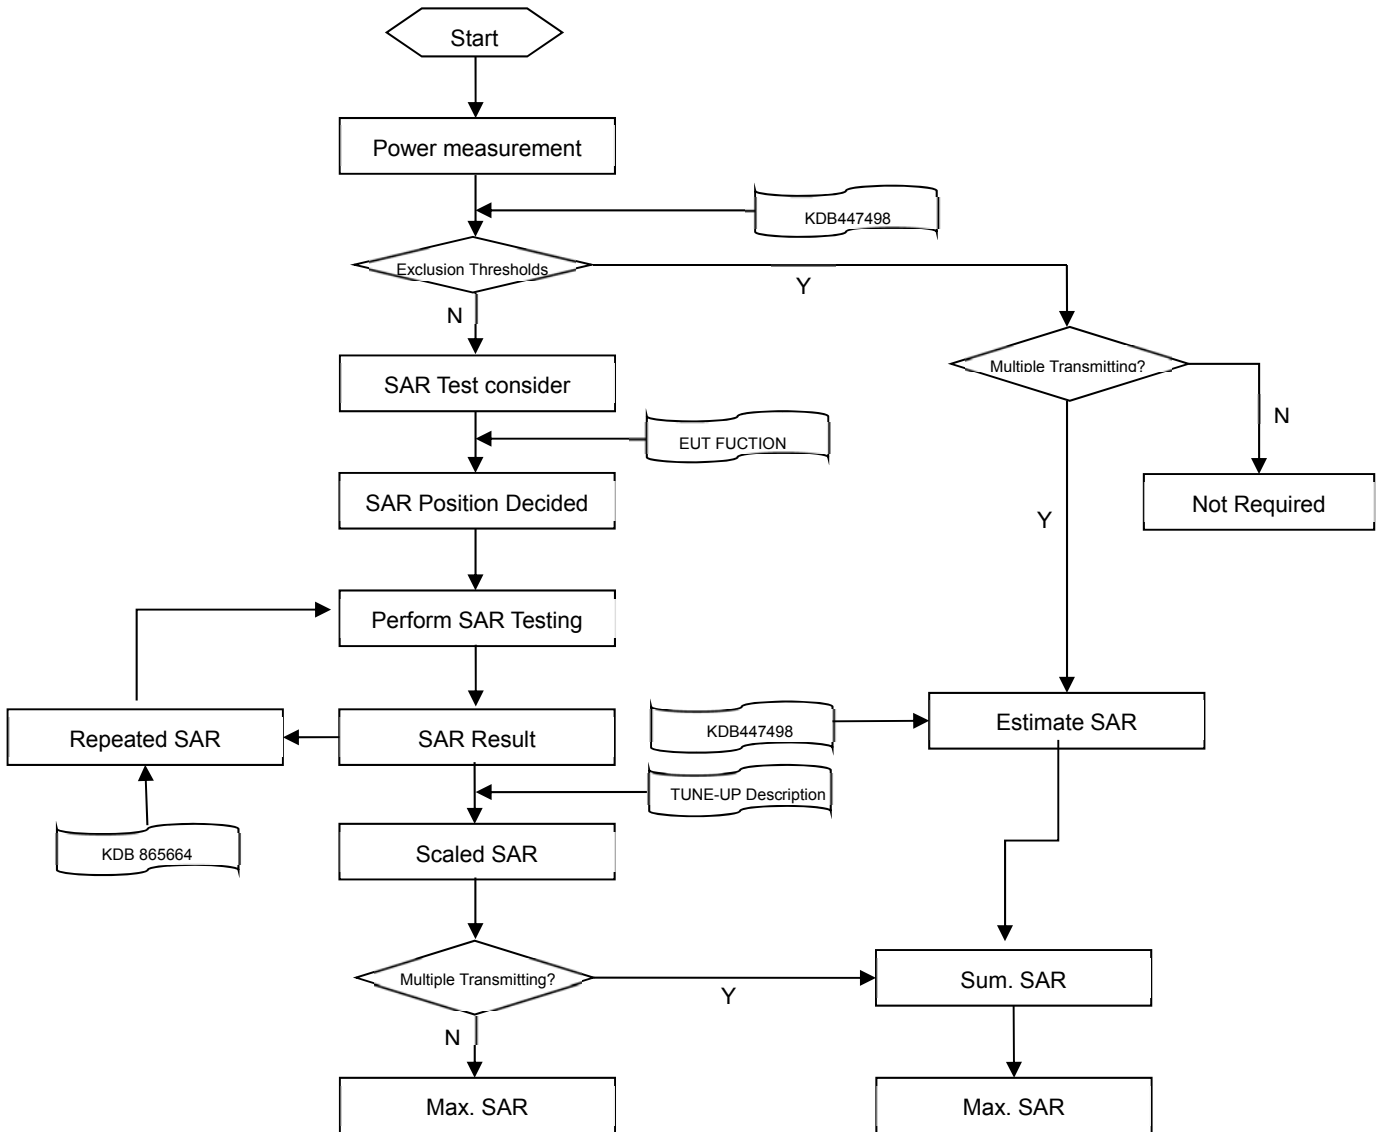 Start
Power measurement
KDB447498
Exclusion Thresholds
Y
N
Multiple Transmitting?
SAR Test consider
N
EUT FUCTION
SAR Position Decided
Not Required
Y
Perform SAR Testing
Repeated SAR
SAR Result
KDB447498
Estimate SAR
TUNE-UP Description
KDB 865664
Scaled SAR
Multiple Transmitting?
Y
Sum. SAR
N
Max. SAR
Max. SAR